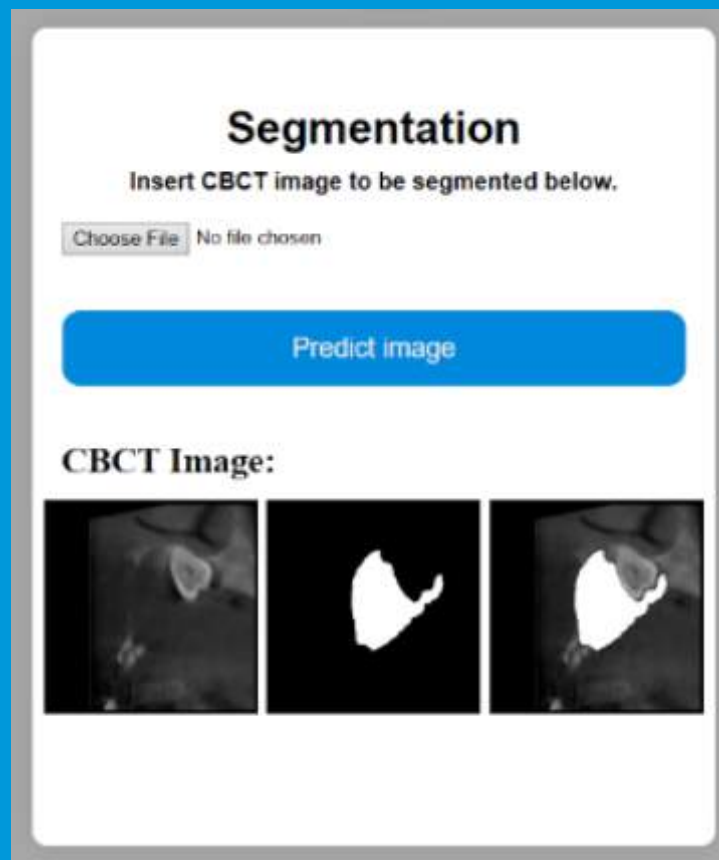 Segmentation
Insert CBCT image to be segmented below.
Choose File No file chosen
Predict image
CBCT Image: